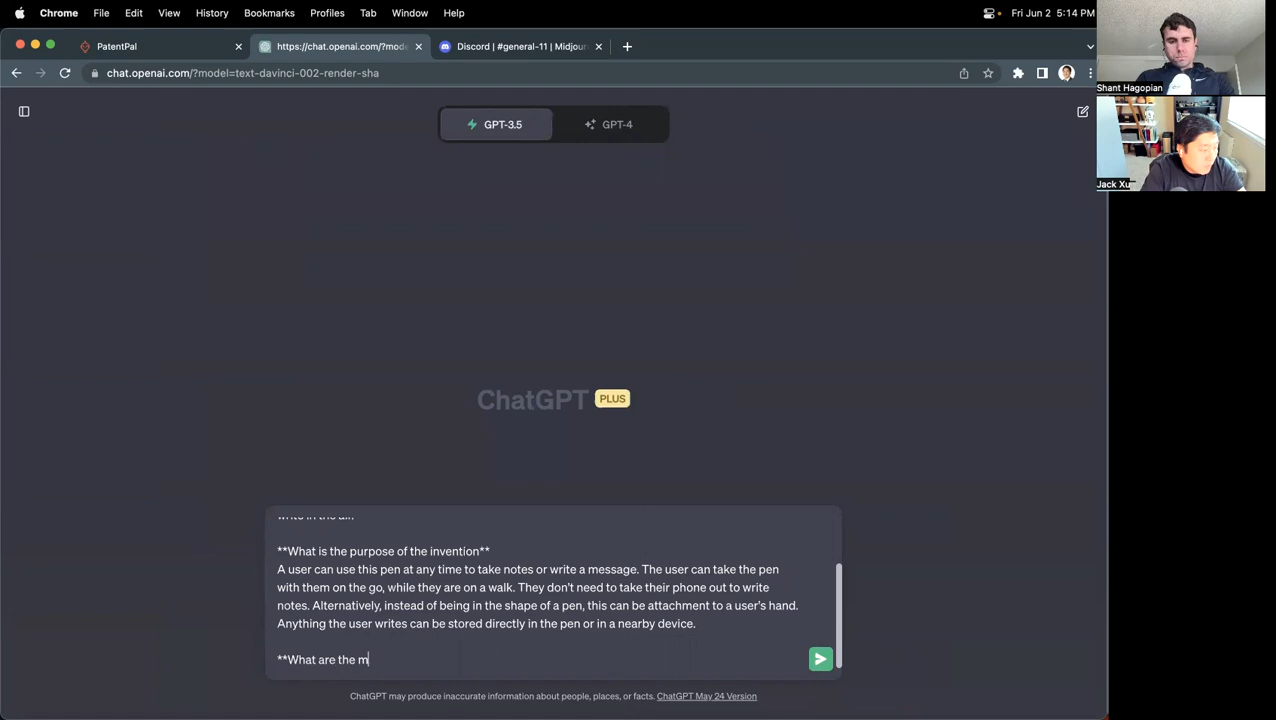 Chrome File Edit View History Bookmarks Profiles Tab Window Help Fri Jun 2 5:14 PM
PatentPal https://chat.openai.com/?mode Discord | #general-11 | Midjour
chat.openai.com/?model=text-davinci-002-render-sha
Shant Hagopian
Jack Xu
GPT-3.5 GPT-4
ChatGPT PLUS
write in the air.
**What is the purpose of the invention**
A user can use this pen at any time to take notes or write a message. The user can take the pen
with them on the go, while they are on a walk. They don't need to take their phone out to write
notes. Alternatively, instead of being in the shape of a pen, this can be attachment to a user's hand.
Anything the user writes can be stored directly in the pen or in a nearby device.
**What are the m
ChatGPT may produce inaccurate information about people, places, or facts. ChatGPT May 24 Version